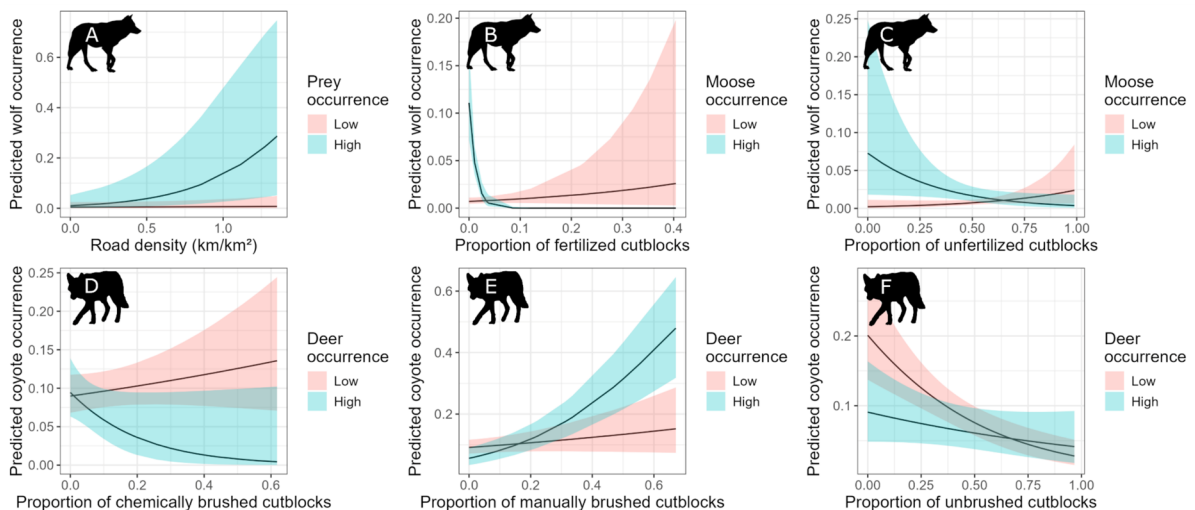 A
Predicted wolf occurrence
0.6
0.4
0.2
0.0
0.0
0.5
1.0
Road density (km/km²)
Prey
occurrence
Low
High
B
Predicted wolf occurrence
0.20
0.15
0.10
0.05
0.00
0.0
0.1
0.2
0.3
0.4
Proportion of fertilized cutblocks
Moose
occurrence
Low
High
C
Predicted wolf occurrence
0.25
0.20
0.15
0.10
0.05
0.00
0.00
0.25
0.50
0.75
1.00
Proportion of unfertilized cutblocks
Moose
occurrence
Low
High
D
Predicted coyote occurrence
0.25
0.20
0.15
0.10
0.05
0.00
0.0
0.2
0.4
0.6
Proportion of chemically brushed cutblocks
Deer
occurrence
Low
High
E
Predicted coyote occurrence
0.6
0.4
0.2
0.0
0.2
0.4
0.6
Proportion of manually brushed cutblocks
Deer
occurrence
Low
High
F
Predicted coyote occurrence
0.2
0.1
0.00
0.25
0.50
0.75
1.00
Proportion of unbrushed cutblocks
Deer
occurrence
Low
High